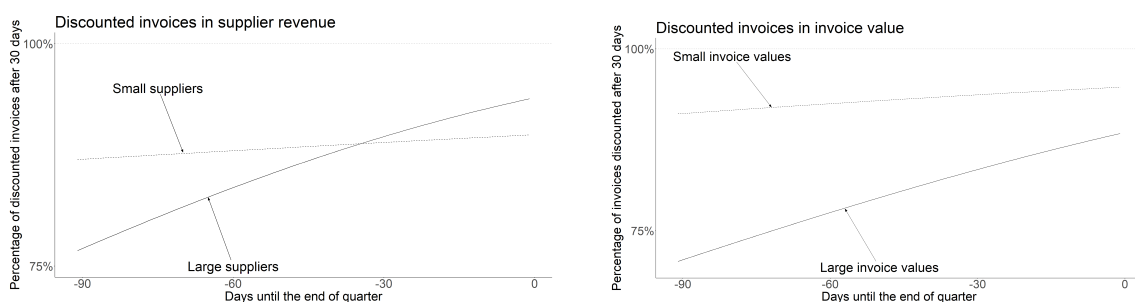 Discounted invoices in supplier revenue
Percentage of discounted invoices after 30 days
100%
75%
Small suppliers
Large suppliers
-90
-60
-30
0
Days until the end of quarter
Discounted invoices in invoice value
Percentage of invoices discounted after 30 days
100%
75%
Small invoice values
Large invoice values
-90
-60
-30
0
Days until the end of quarter